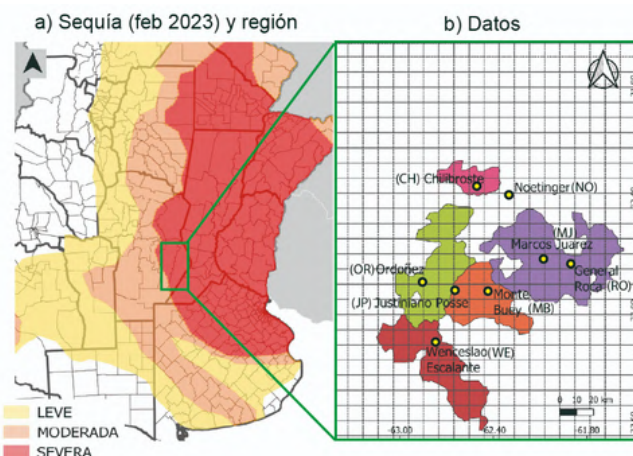 a) Sequía (feb 2023) y región
b) Datos
(CH) Chilibroste
Noetinger (NO)
(MJ)
Marcos Juárez
(OR) Ordoñez
General
Roca (RO)
(JP) Justiniano Posse
Monte
Buey (MB)
Wenceslao (WE)
Escalante
0 10 20 km
-63.00
-62.40
-61.80
LEVE
MODERADA
SEVERA